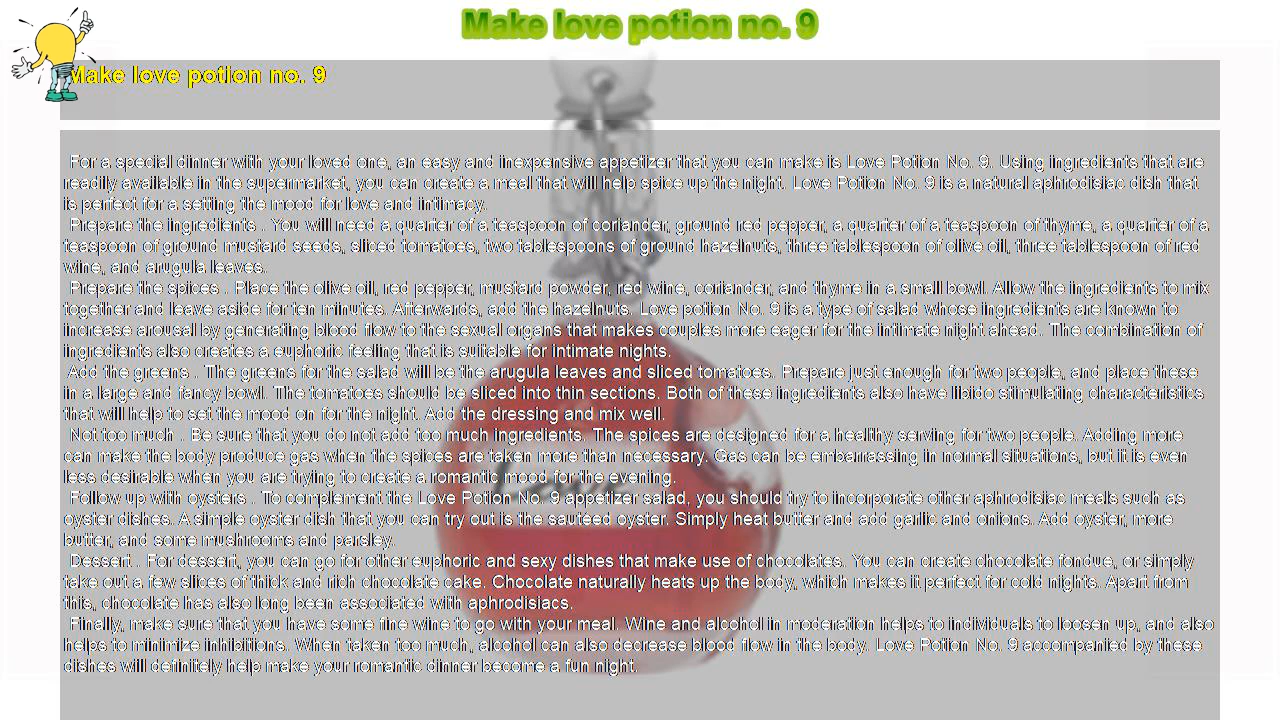 Make love potion no. 9
Make love potion no. 9
For a special dinner with your loved one, an easy and inexpensive appetizer that you can make is Love Potion No. 9. Using ingredients that are
readily available in the supermarket, you can create a meal that will help spice up the night. Love Potion No. 9 is a natural aphrodisiac dish that
is perfect for a setting the mood for love and intimacy.
Prepare the ingredients . You will need a quarter of a teaspoon of coriander, ground red pepper, a quarter of a teaspoon of thyme, a quarter of a
teaspoon of ground mustard seeds, sliced tomatoes, two tablespoons of ground hazelnuts, three tablespoon of olive oil, three tablespoon of red
wine, and arugula leaves.
Prepare the spices . Place the olive oil, red pepper, mustard powder, red wine, coriander, and thyme in a small bowl. Allow the ingredients to mix
together and leave aside for ten minutes. Afterwards, add the hazelnuts. Love potion No. 9 is a type of salad whose ingredients are known to
increase arousal by generating blood flow to the sexual organs that makes couples more eager for the intimate night ahead. The combination of
ingredients also creates a euphoric feeling that is suitable for intimate nights.
Add the greens . The greens for the salad will be the arugula leaves and sliced tomatoes. Prepare just enough for two people, and place these
in a large and fancy bowl. The tomatoes should be sliced into thin sections. Both of these ingredients also have libido stimulating characteristics
that will help to set the mood on for the night. Add the dressing and mix well.
Not too much . Be sure that you do not add too much ingredients. The spices are designed for a healthy serving for two people. Adding more
can make the body produce gas when the spices are taken more than necessary. Gas can be embarrassing in normal situations, but it is even
less desirable when you are trying to create a romantic mood for the evening.
Follow up with oysters . To complement the Love Potion No. 9 appetizer salad, you should try to incorporate other aphrodisiac meals such as
oyster dishes. A simple oyster dish that you can try out is the sauteed oyster. Simply heat butter and add garlic and onions. Add oyster, more
butter, and some mushrooms and parsley.
Dessert . For dessert, you can go for other euphoric and sexy dishes that make use of chocolates. You can create chocolate fondue, or simply
take out a few slices of thick and rich chocolate cake. Chocolate naturally heats up the body, which makes it perfect for cold nights. Apart from
this, chocolate has also long been associated with aphrodisiacs.
Finally, make sure that you have some fine wine to go with your meal. Wine and alcohol in moderation helps to individuals to loosen up, and also
helps to minimize inhibitions. When taken too much, alcohol can also decrease blood flow in the body. Love Potion No. 9 accompanied by these
dishes will definitely help make your romantic dinner become a fun night.